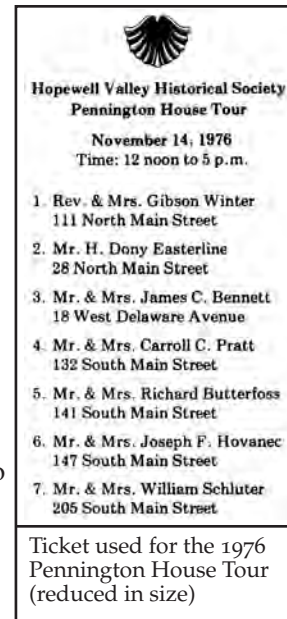 Hopewell Valley Historical Society
Pennington House Tour
November 14, 1976
Time: 12 noon to 5 p.m.
1. Rev. & Mrs. Gibson Winter
111 North Main Street
2. Mr. H. Dony Easterline
28 North Main Street
3. Mr. & Mrs. James C. Bennett
18 West Delaware Avenue
4. Mr. & Mrs. Carroll C. Pratt
132 South Main Street
5. Mr. & Mrs. Richard Butterfoss
141 South Main Street
6. Mr. & Mrs. Joseph F. Hovanec
147 South Main Street
7. Mr. & Mrs. William Schluter
205 South Main Street
Ticket used for the 1976
Pennington House Tour
(reduced in size)